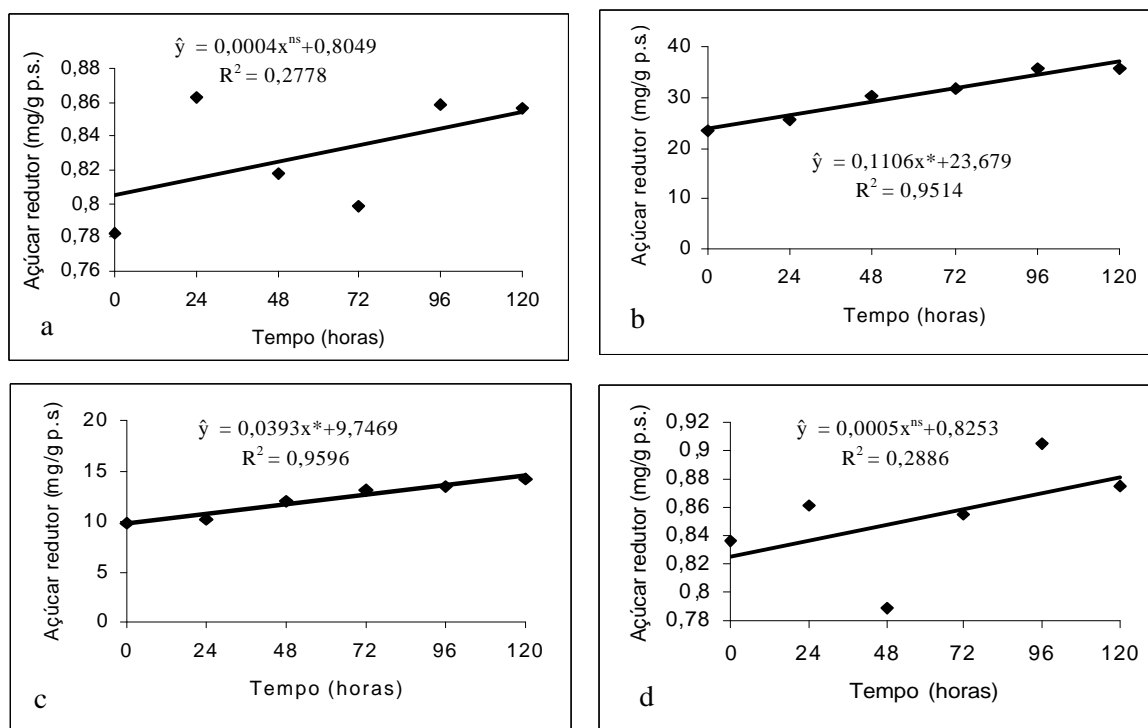 ŷ = 0,0004x^ns+0,8049
R² = 0,2778
Açúcar redutor (mg/g p.s.)
0,88
0,86
0,84
0,82
0,8
0,78
0,76
0 24 48 72 96 120
Tempo (horas)
a
40
30
20
10
0
Açúcar redutor (mg/g p.s.)
ŷ = 0,1106x*+23,679
R² = 0,9514
0 24 48 72 96 120
Tempo (horas)
b
20
15
10
5
0
Açúcar redutor (mg/g p.s)
ŷ = 0,0393x*+9,7469
R² = 0,9596
0 24 48 72 96 120
Tempo (horas)
c
0,92
0,9
0,88
0,86
0,84
0,82
0,8
0,78
Açúcar redutor (mg/g p.s.)
ŷ = 0,0005x^ns+0,8253
R² = 0,2886
0 24 48 72 96 120
Tempo (horas)
d